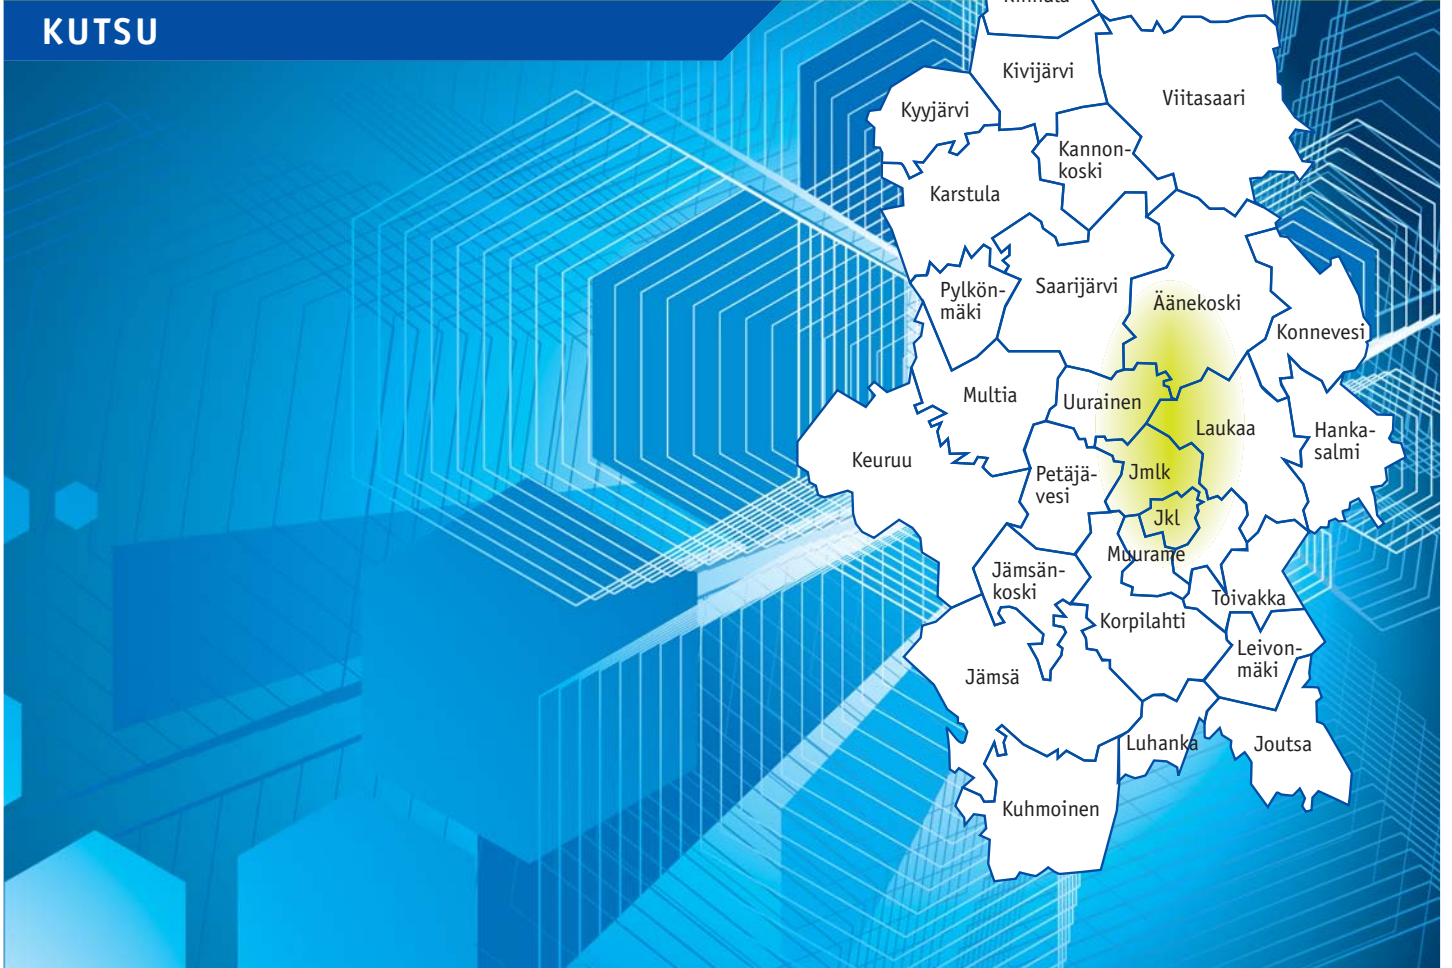 KUTSU
Kivijärvi
Viitasaari
Kyyjärvi
Kannon-
koski
Karstula
Saarijärvi
Pylkön-
mäki
Äänekoski
Konnevesi
Multia
Uurainen
Laukaa
Hanka-
salmi
Keuruu
Petäjä-
vesi
Jmlk
Jkl
Muurame
Jämsän-
koski
Toivakka
Korpilahti
Leivon-
mäki
Jämsä
Luhanka
Joutsa
Kuhmoinen